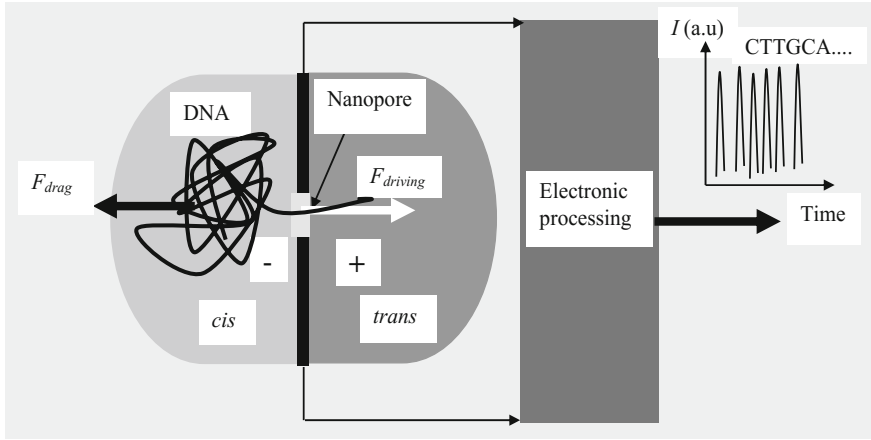 I (a.u)
CTTGCA....
DNA
Nanopore
F_drag
F_driving
Electronic
processing
Time
-
+
cis
trans